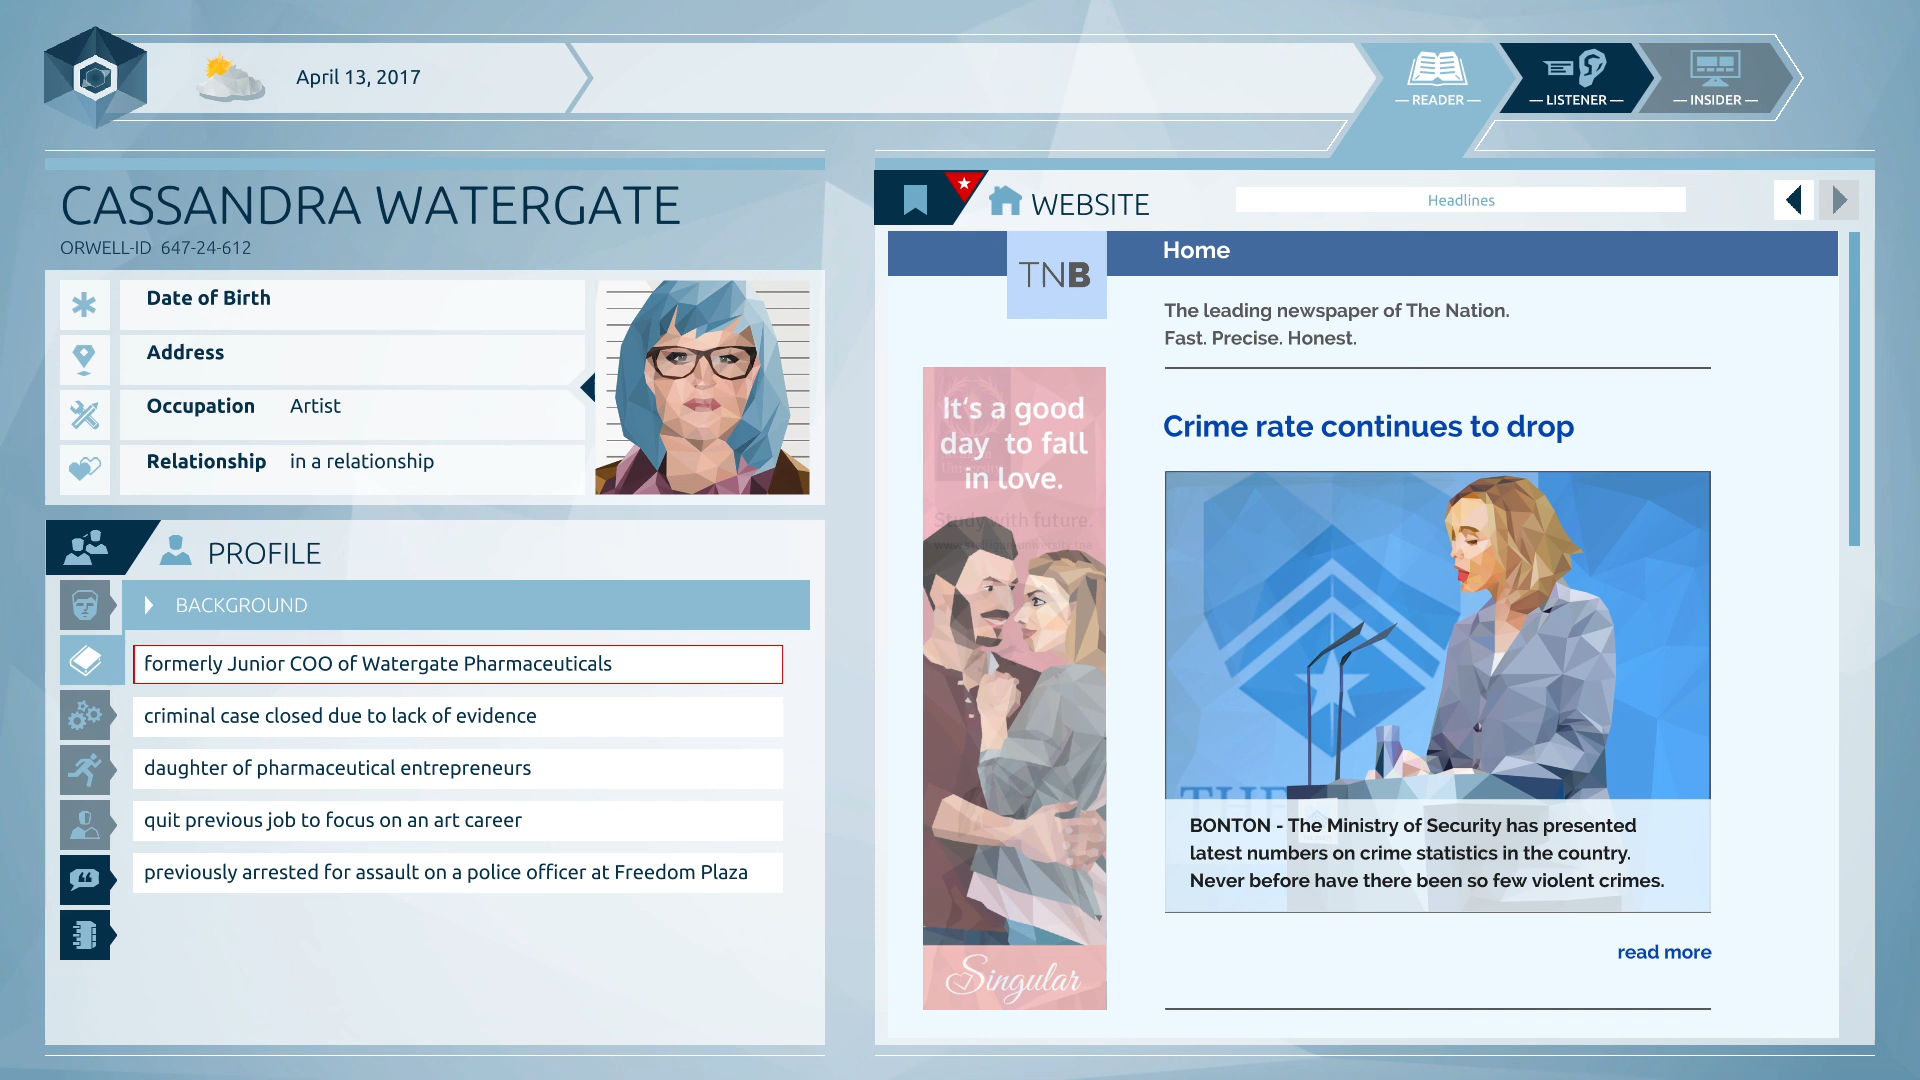 April 13, 2017
READER
LISTENER
INSIDER
CASSANDRA WATERGATE
ORWELL-ID 647-24-612
Date of Birth
Address
Occupation Artist
Relationship in a relationship
PROFILE
BACKGROUND
formerly Junior COO of Watergate Pharmaceuticals
criminal case closed due to lack of evidence
daughter of pharmaceutical entrepreneurs
quit previous job to focus on an art career
previously arrested for assault on a police officer at Freedom Plaza
WEBSITE
Headlines
TNB
Home
The leading newspaper of The Nation.
Fast. Precise. Honest.
It's a good
day to fall
in love.
Study with future.
Singular
Crime rate continues to drop
THE
BONTON - The Ministry of Security has presented
latest numbers on crime statistics in the country.
Never before have there been so few violent crimes.
read more